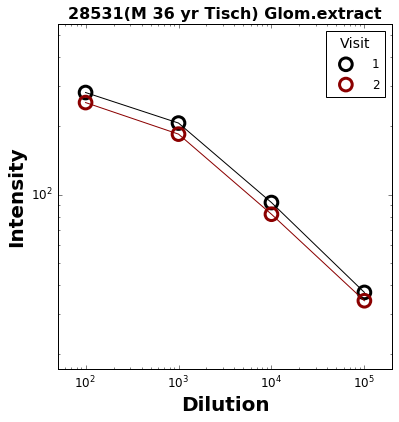 28531(M 36 yr Tisch) Glom.extract
Visit
1
2
Intensity
10²
10² 10³ 10⁴ 10⁵
Dilution